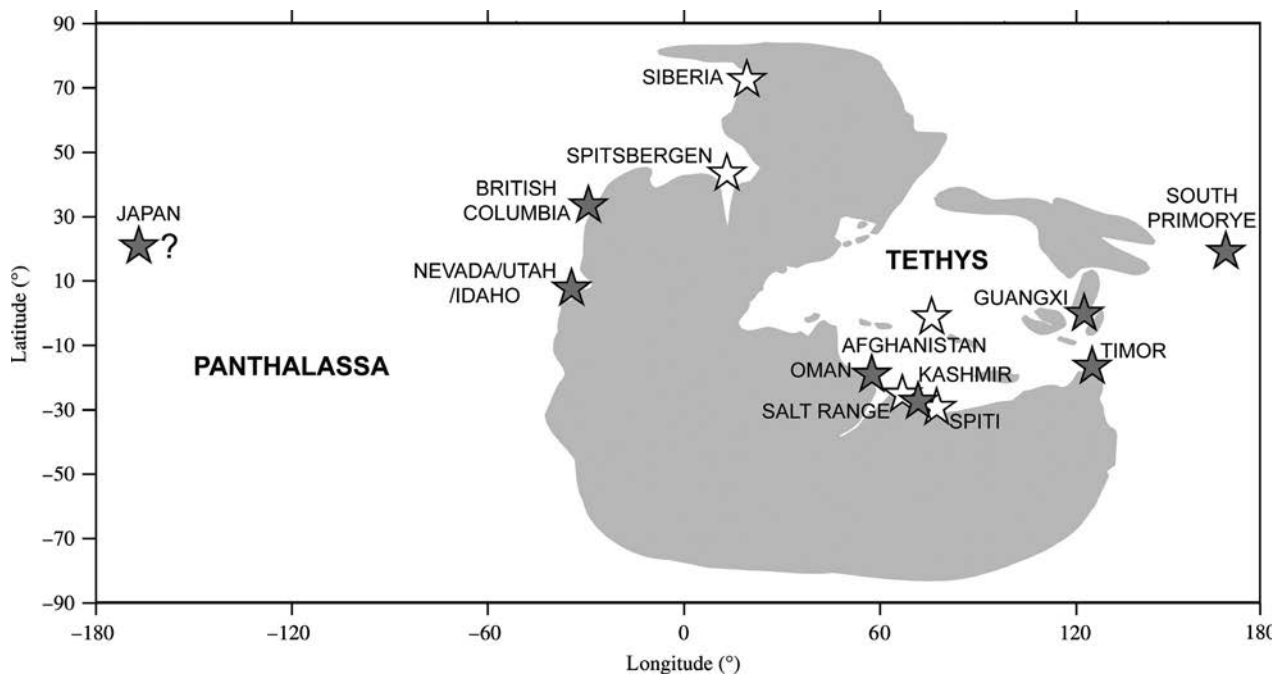 90
70
50
30
10
−10
−30
−50
−70
−90
Latitude (°)
SIBERIA
SPITSBERGEN
BRITISH
COLUMBIA
JAPAN
?
SOUTH
PRIMORYE
TETHYS
NEVADA/UTAH
/IDAHO
GUANGXI
AFGHANISTAN
TIMOR
PANTHALASSA
OMAN
KASHMIR
SALT RANGE
SPITI
−180
−120
−60
0
60
120
180
Longitude (°)